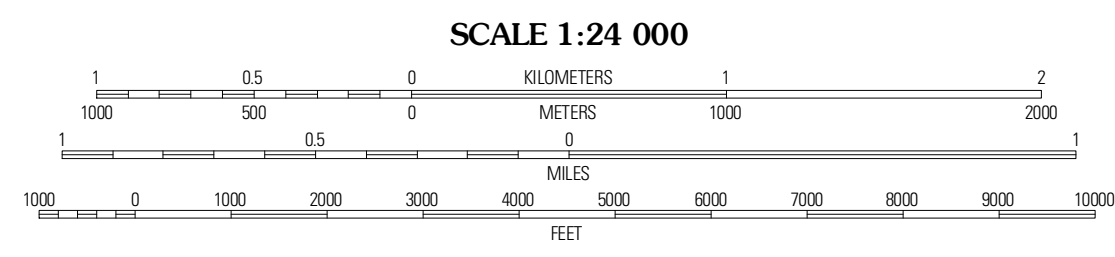 SCALE 1:24 000
1 0.5 0 KILOMETERS 1 2
1000 500 0 METERS 1000 2000
1 0.5 0 1
MILES
1000 0 1000 2000 3000 4000 5000 6000 7000 8000 9000 10000
FEET